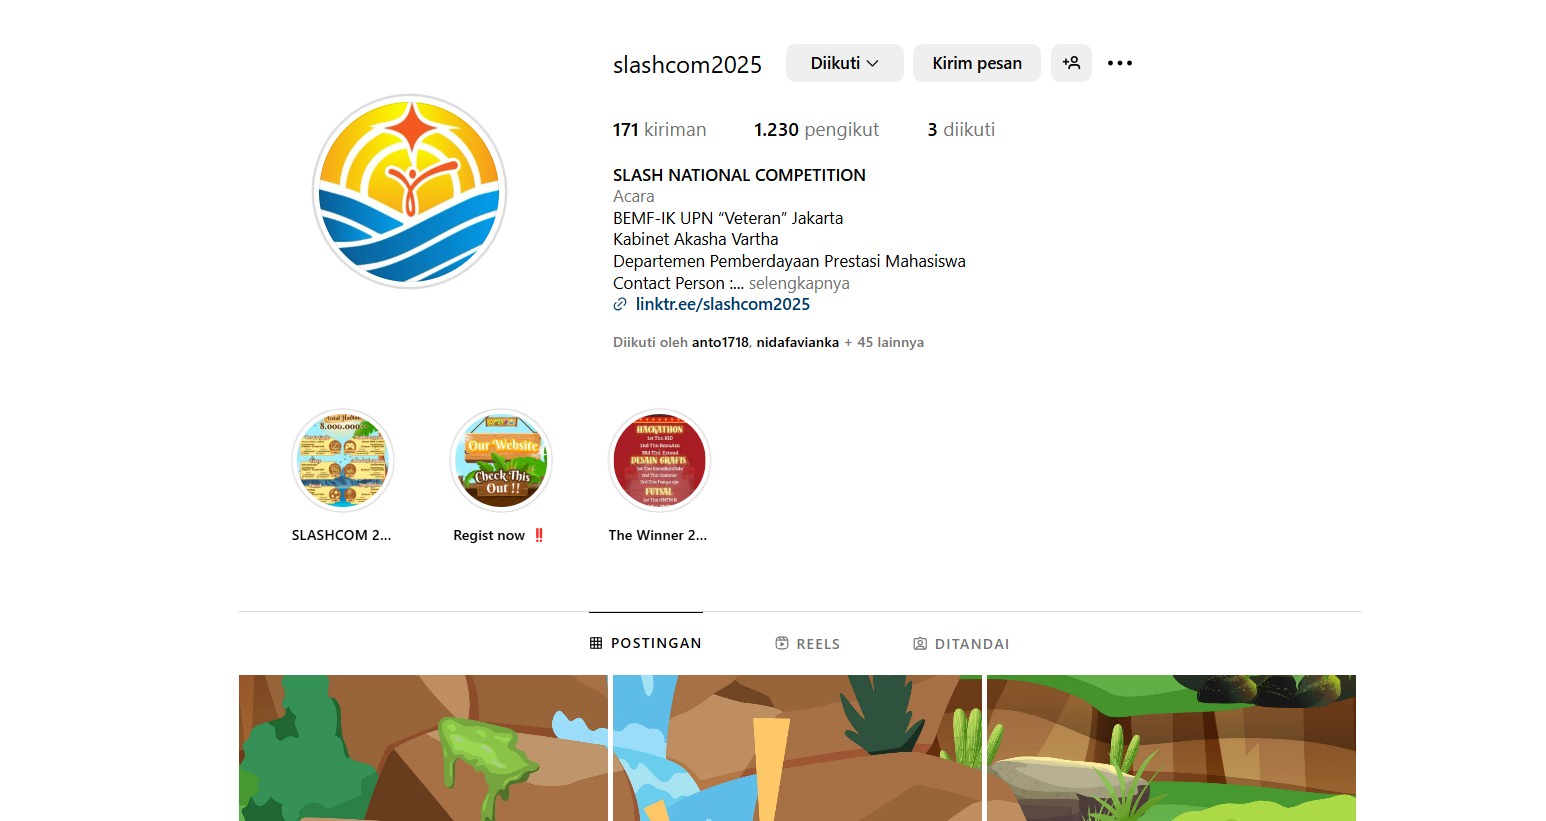 slashcom2025 Diikuti Kirim pesan
171 kiriman 1.230 pengikut 3 diikuti
SLASH NATIONAL COMPETITION
Acara
BEMF-IK UPN “Veteran” Jakarta
Kabinet Akasha Vartha
Departemen Pemberdayaan Prestasi Mahasiswa
Contact Person :... selengkapnya
linktr.ee/slashcom2025
Diikuti oleh anto1718, nidafavianka + 45 lainnya
Total Hadiah
8.000.000
Our Website
Check This
Out !!
HACKATHON
DESAIN GRAFIS
FUTSAL
SLASHCOM 2... Regist now ‼ The Winner 2...
POSTINGAN REELS DITANDAI